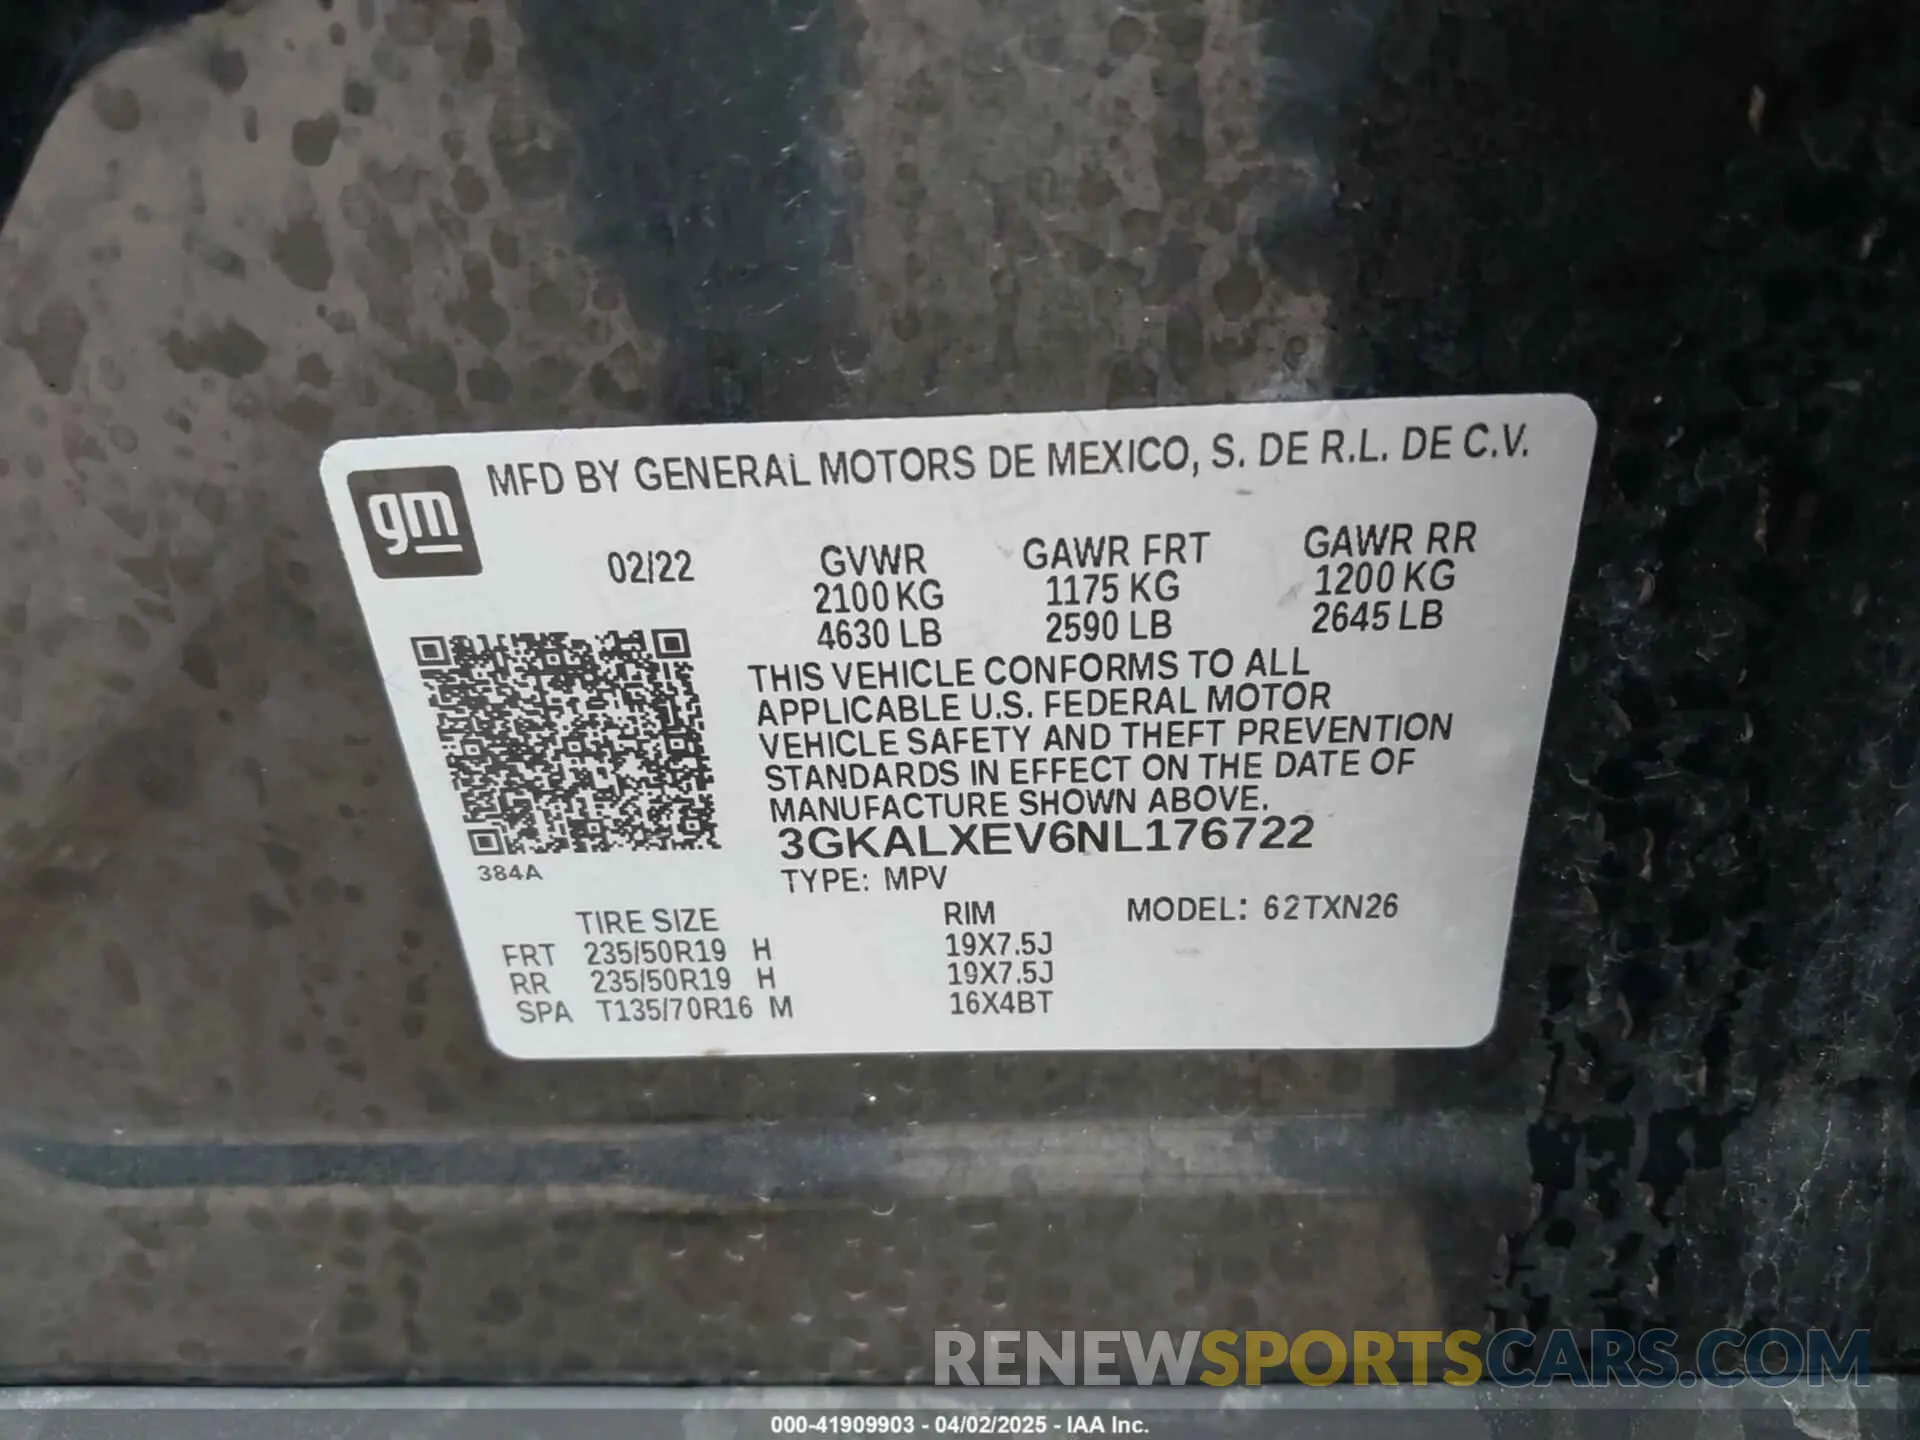 gm
MFD BY GENERAL MOTORS DE MEXICO, S. DE R.L. DE C.V.
02/22 GVWR GAWR FRT GAWR RR
2100 KG 1175 KG 1200 KG
4630 LB 2590 LB 2645 LB
THIS VEHICLE CONFORMS TO ALL
APPLICABLE U.S. FEDERAL MOTOR
VEHICLE SAFETY AND THEFT PREVENTION
STANDARDS IN EFFECT ON THE DATE OF
MANUFACTURE SHOWN ABOVE.
3GKALXEV6NL176722
384A
TYPE: MPV
TIRE SIZE RIM MODEL: 62TXN26
FRT 235/50R19 H 19X7.5J
RR 235/50R19 H 19X7.5J
SPA T135/70R16 M 16X4BT
RENEWSPORTSCARS.COM
000-41909903 - 04/02/2025 - IAA Inc.